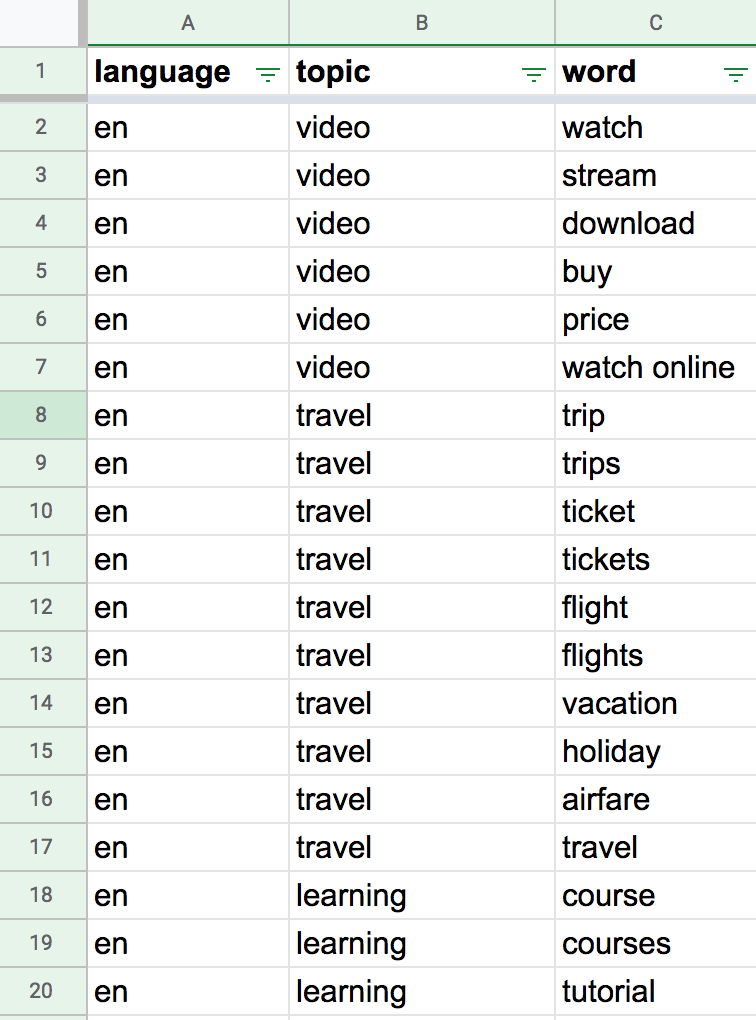 A B C
1 language topic word
2 en video watch
3 en video stream
4 en video download
5 en video buy
6 en video price
7 en video watch online
8 en travel trip
9 en travel trips
10 en travel ticket
11 en travel tickets
12 en travel flight
13 en travel flights
14 en travel vacation
15 en travel holiday
16 en travel airfare
17 en travel travel
18 en learning course
19 en learning courses
20 en learning tutorial